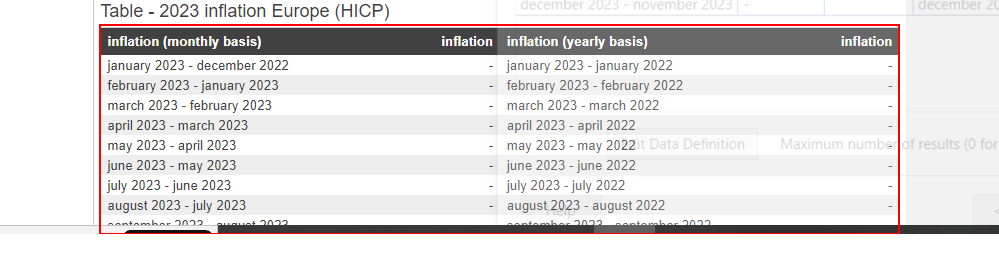 Table - 2023 inflation Europe (HICP)
december 2023 - november 2023 - december 20
inflation (monthly basis) inflation inflation (yearly basis) inflation
january 2023 - december 2022 - january 2023 - january 2022 -
february 2023 - january 2023 - february 2023 - february 2022 -
march 2023 - february 2023 - march 2023 - march 2022 -
april 2023 - march 2023 - april 2023 - april 2022 -
may 2023 - april 2023 - may 2023 - may 2022 -
Edit Data Definition Maximum number of results (0 for
june 2023 - may 2023 - june 2023 - june 2022 -
july 2023 - june 2023 - july 2023 - july 2022 -
august 2023 - july 2023 - august 2023 - august 2022 -
Help
september 2023 - august 2023 - september 2023 - september 2022 -